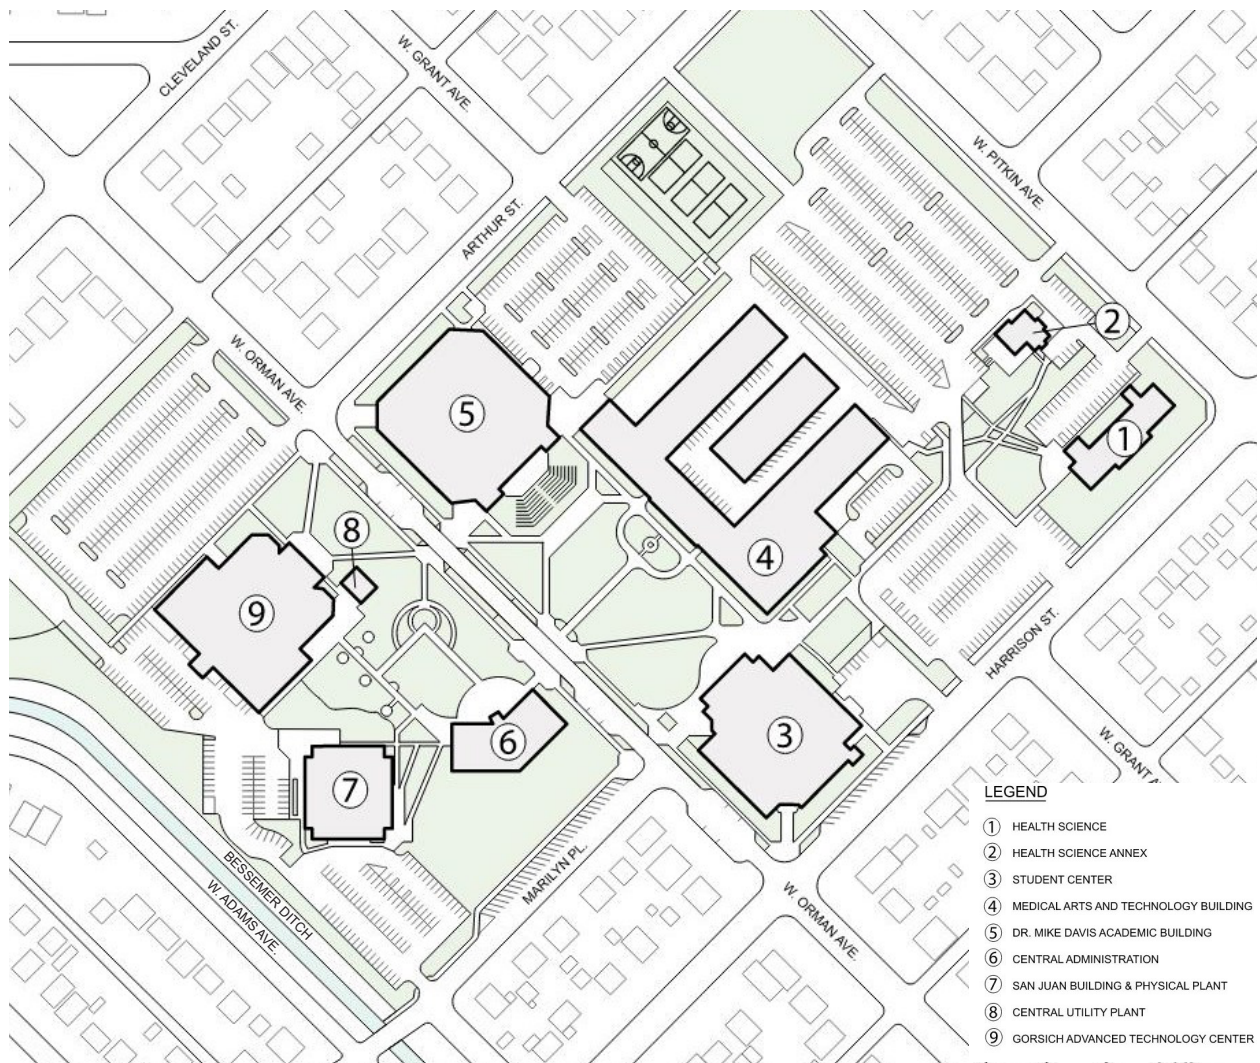 CLEVELAND ST.
W. GRANT AVE.
W. PITKIN AVE.
ARTHUR ST.
W. ORMAN AVE.
2
1
5
8
4
9
HARRISON ST.
3
6
W. GRANT
7
LEGEND
1 HEALTH SCIENCE
2 HEALTH SCIENCE ANNEX
3 STUDENT CENTER
4 MEDICAL ARTS AND TECHNOLOGY BUILDING
5 DR. MIKE DAVIS ACADEMIC BUILDING
6 CENTRAL ADMINISTRATION
7 SAN JUAN BUILDING & PHYSICAL PLANT
8 CENTRAL UTILITY PLANT
9 GORSICH ADVANCED TECHNOLOGY CENTER
MARILYN PL.
BESSEMER DITCH
W. ADAMS AVE.
W. ORMAN AVE.